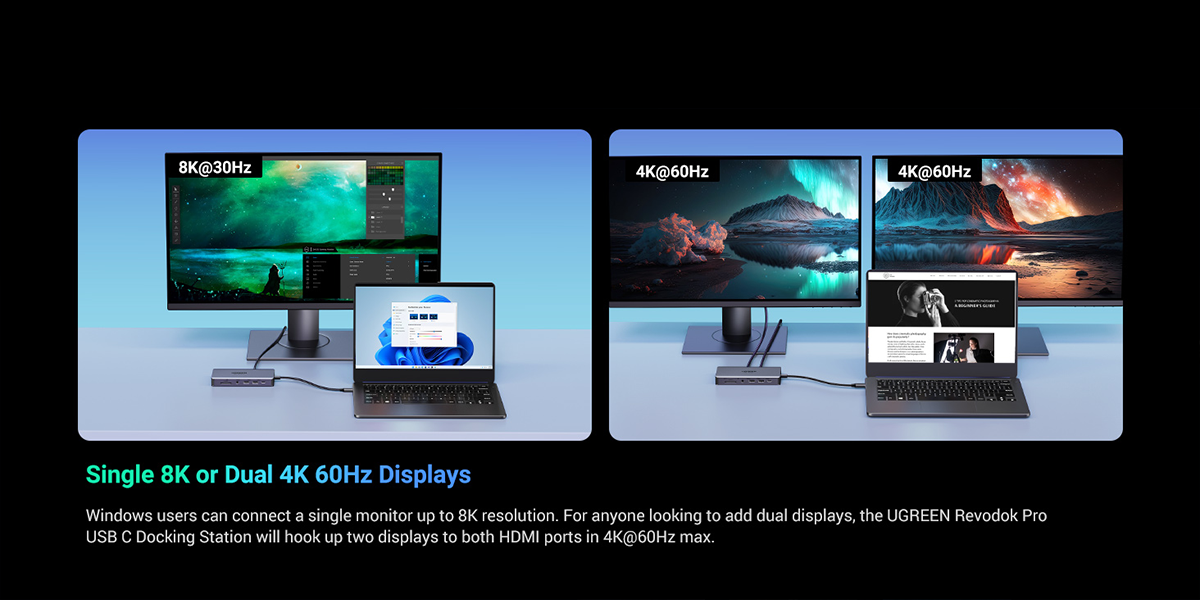 8K@30Hz
4K@60Hz
4K@60Hz
A BEGINNER'S GUIDE
Single 8K or Dual 4K 60Hz Displays
Windows users can connect a single monitor up to 8K resolution. For anyone looking to add dual displays, the UGREEN Revodok Pro
USB C Docking Station will hook up two displays to both HDMI ports in 4K@60Hz max.